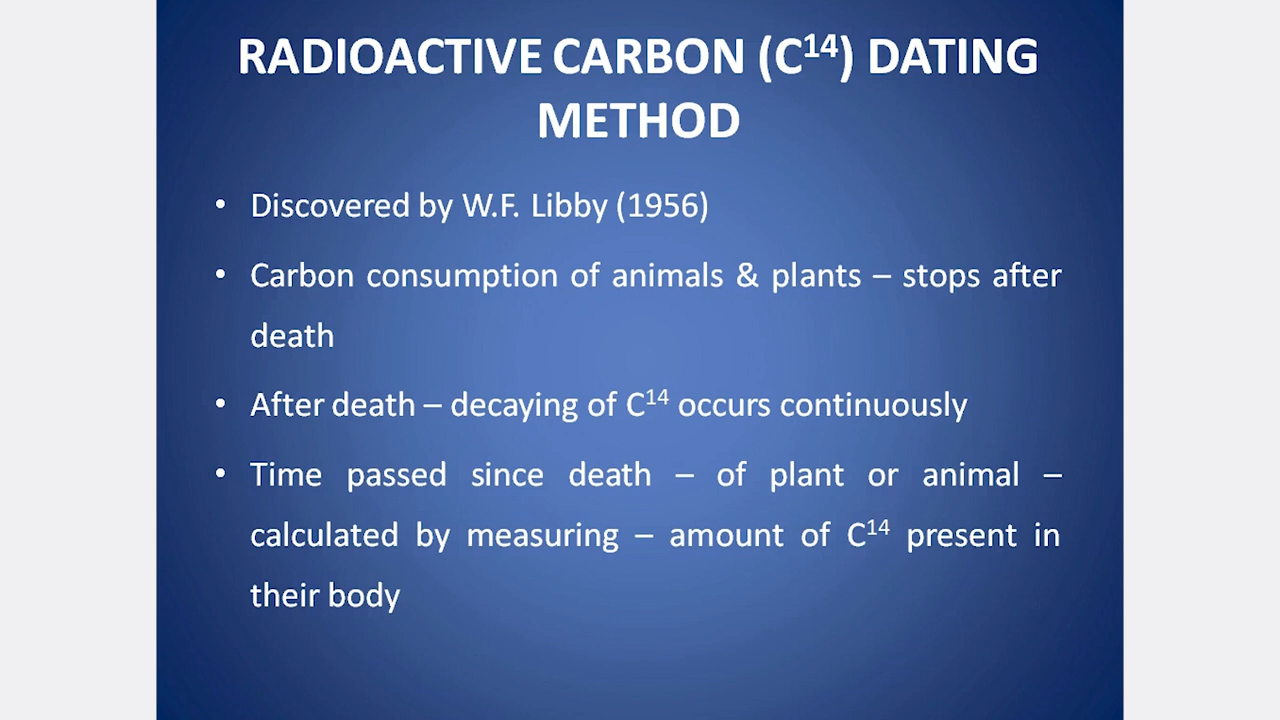 RADIOACTIVE CARBON (C¹⁴) DATING
METHOD
• Discovered by W.F. Libby (1956)
• Carbon consumption of animals & plants – stops after
death
• After death – decaying of C¹⁴ occurs continuously
• Time passed since death – of plant or animal –
calculated by measuring – amount of C¹⁴ present in
their body